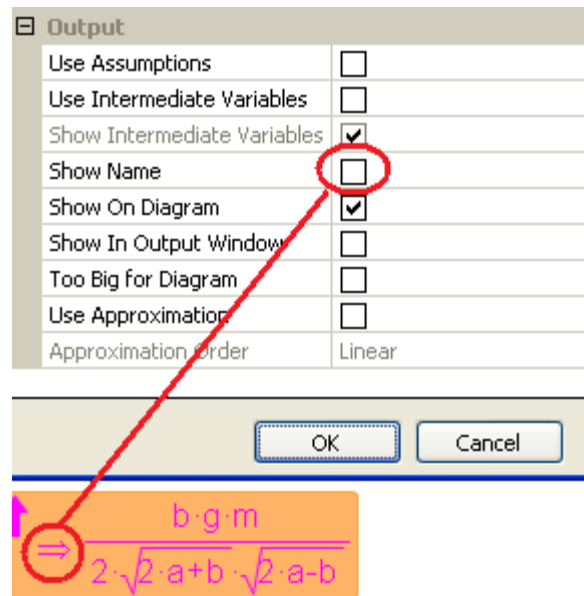 Output
Use Assumptions
Use Intermediate Variables
Show Intermediate Variables
Show Name
Show On Diagram
Show In Output Window
Too Big for Diagram
Use Approximation
Approximation Order Linear
OK Cancel
b·g·m
⇒
2·√2·a+b·√2·a-b